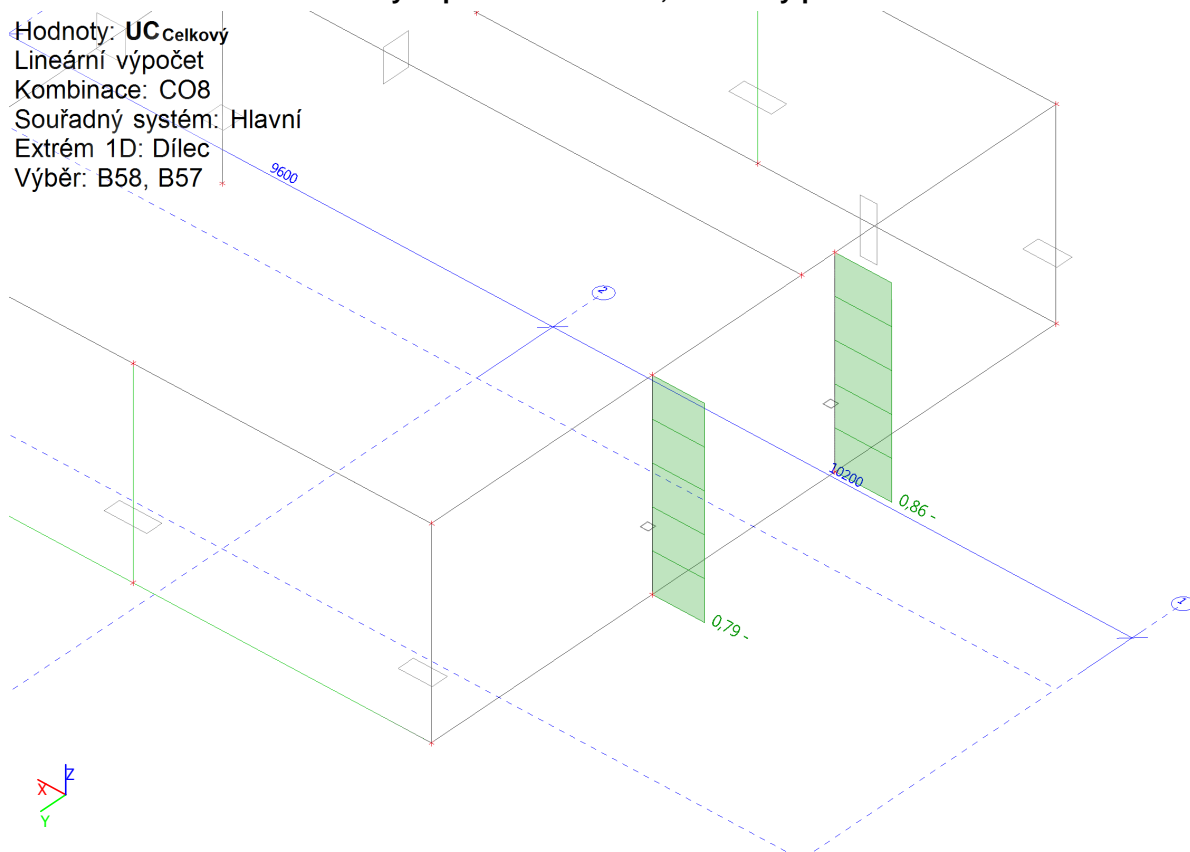 Hodnoty: UC Celkový
Lineární výpočet
Kombinace: CO8
Souřadný systém: Hlavní
Extrém 1D: Dílec
Výběr: B58, B57
9600
2
10200
0,86 -
1
0,79 -
Z
X
Y